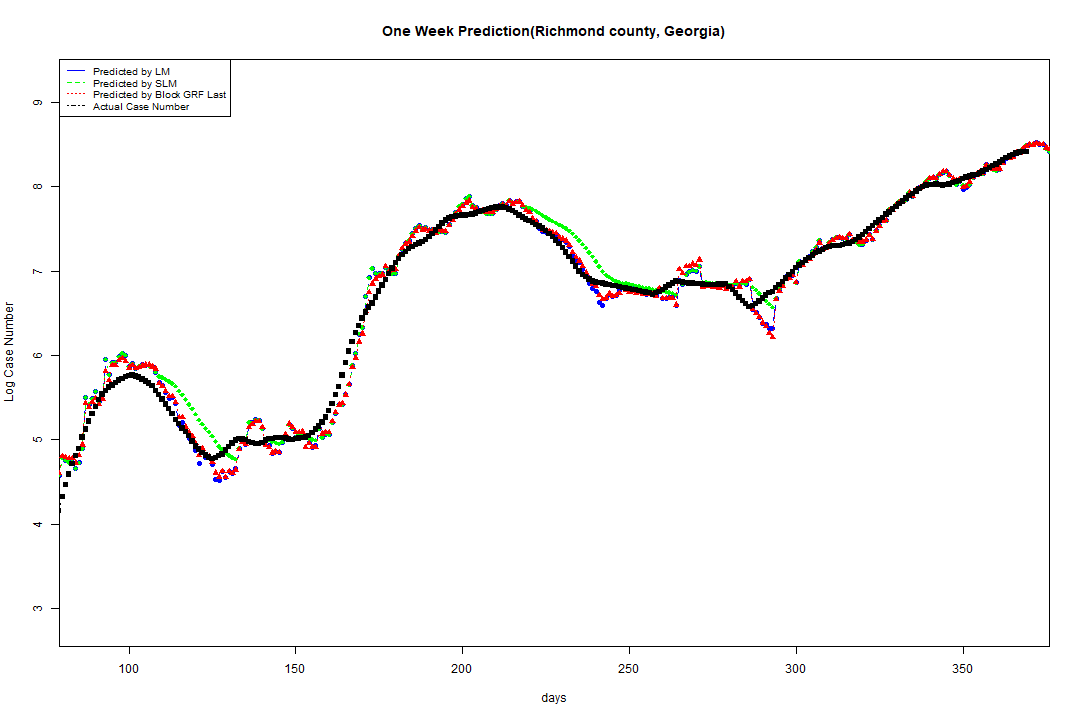 One Week Prediction(Richmond county, Georgia)
Predicted by LM
Predicted by SLM
Predicted by Block GRF Last
Actual Case Number
9
8
7
6
5
4
3
Log Case Number
100 150 200 250 300 350
days